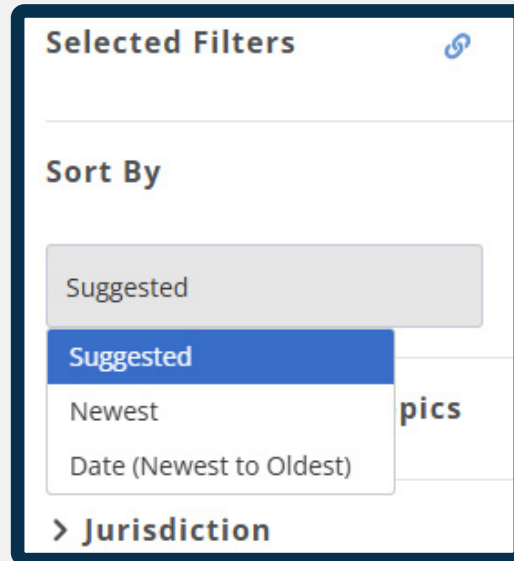 Selected Filters
Sort By
Suggested
Suggested
Newest
pics
Date (Newest to Oldest)
Jurisdiction